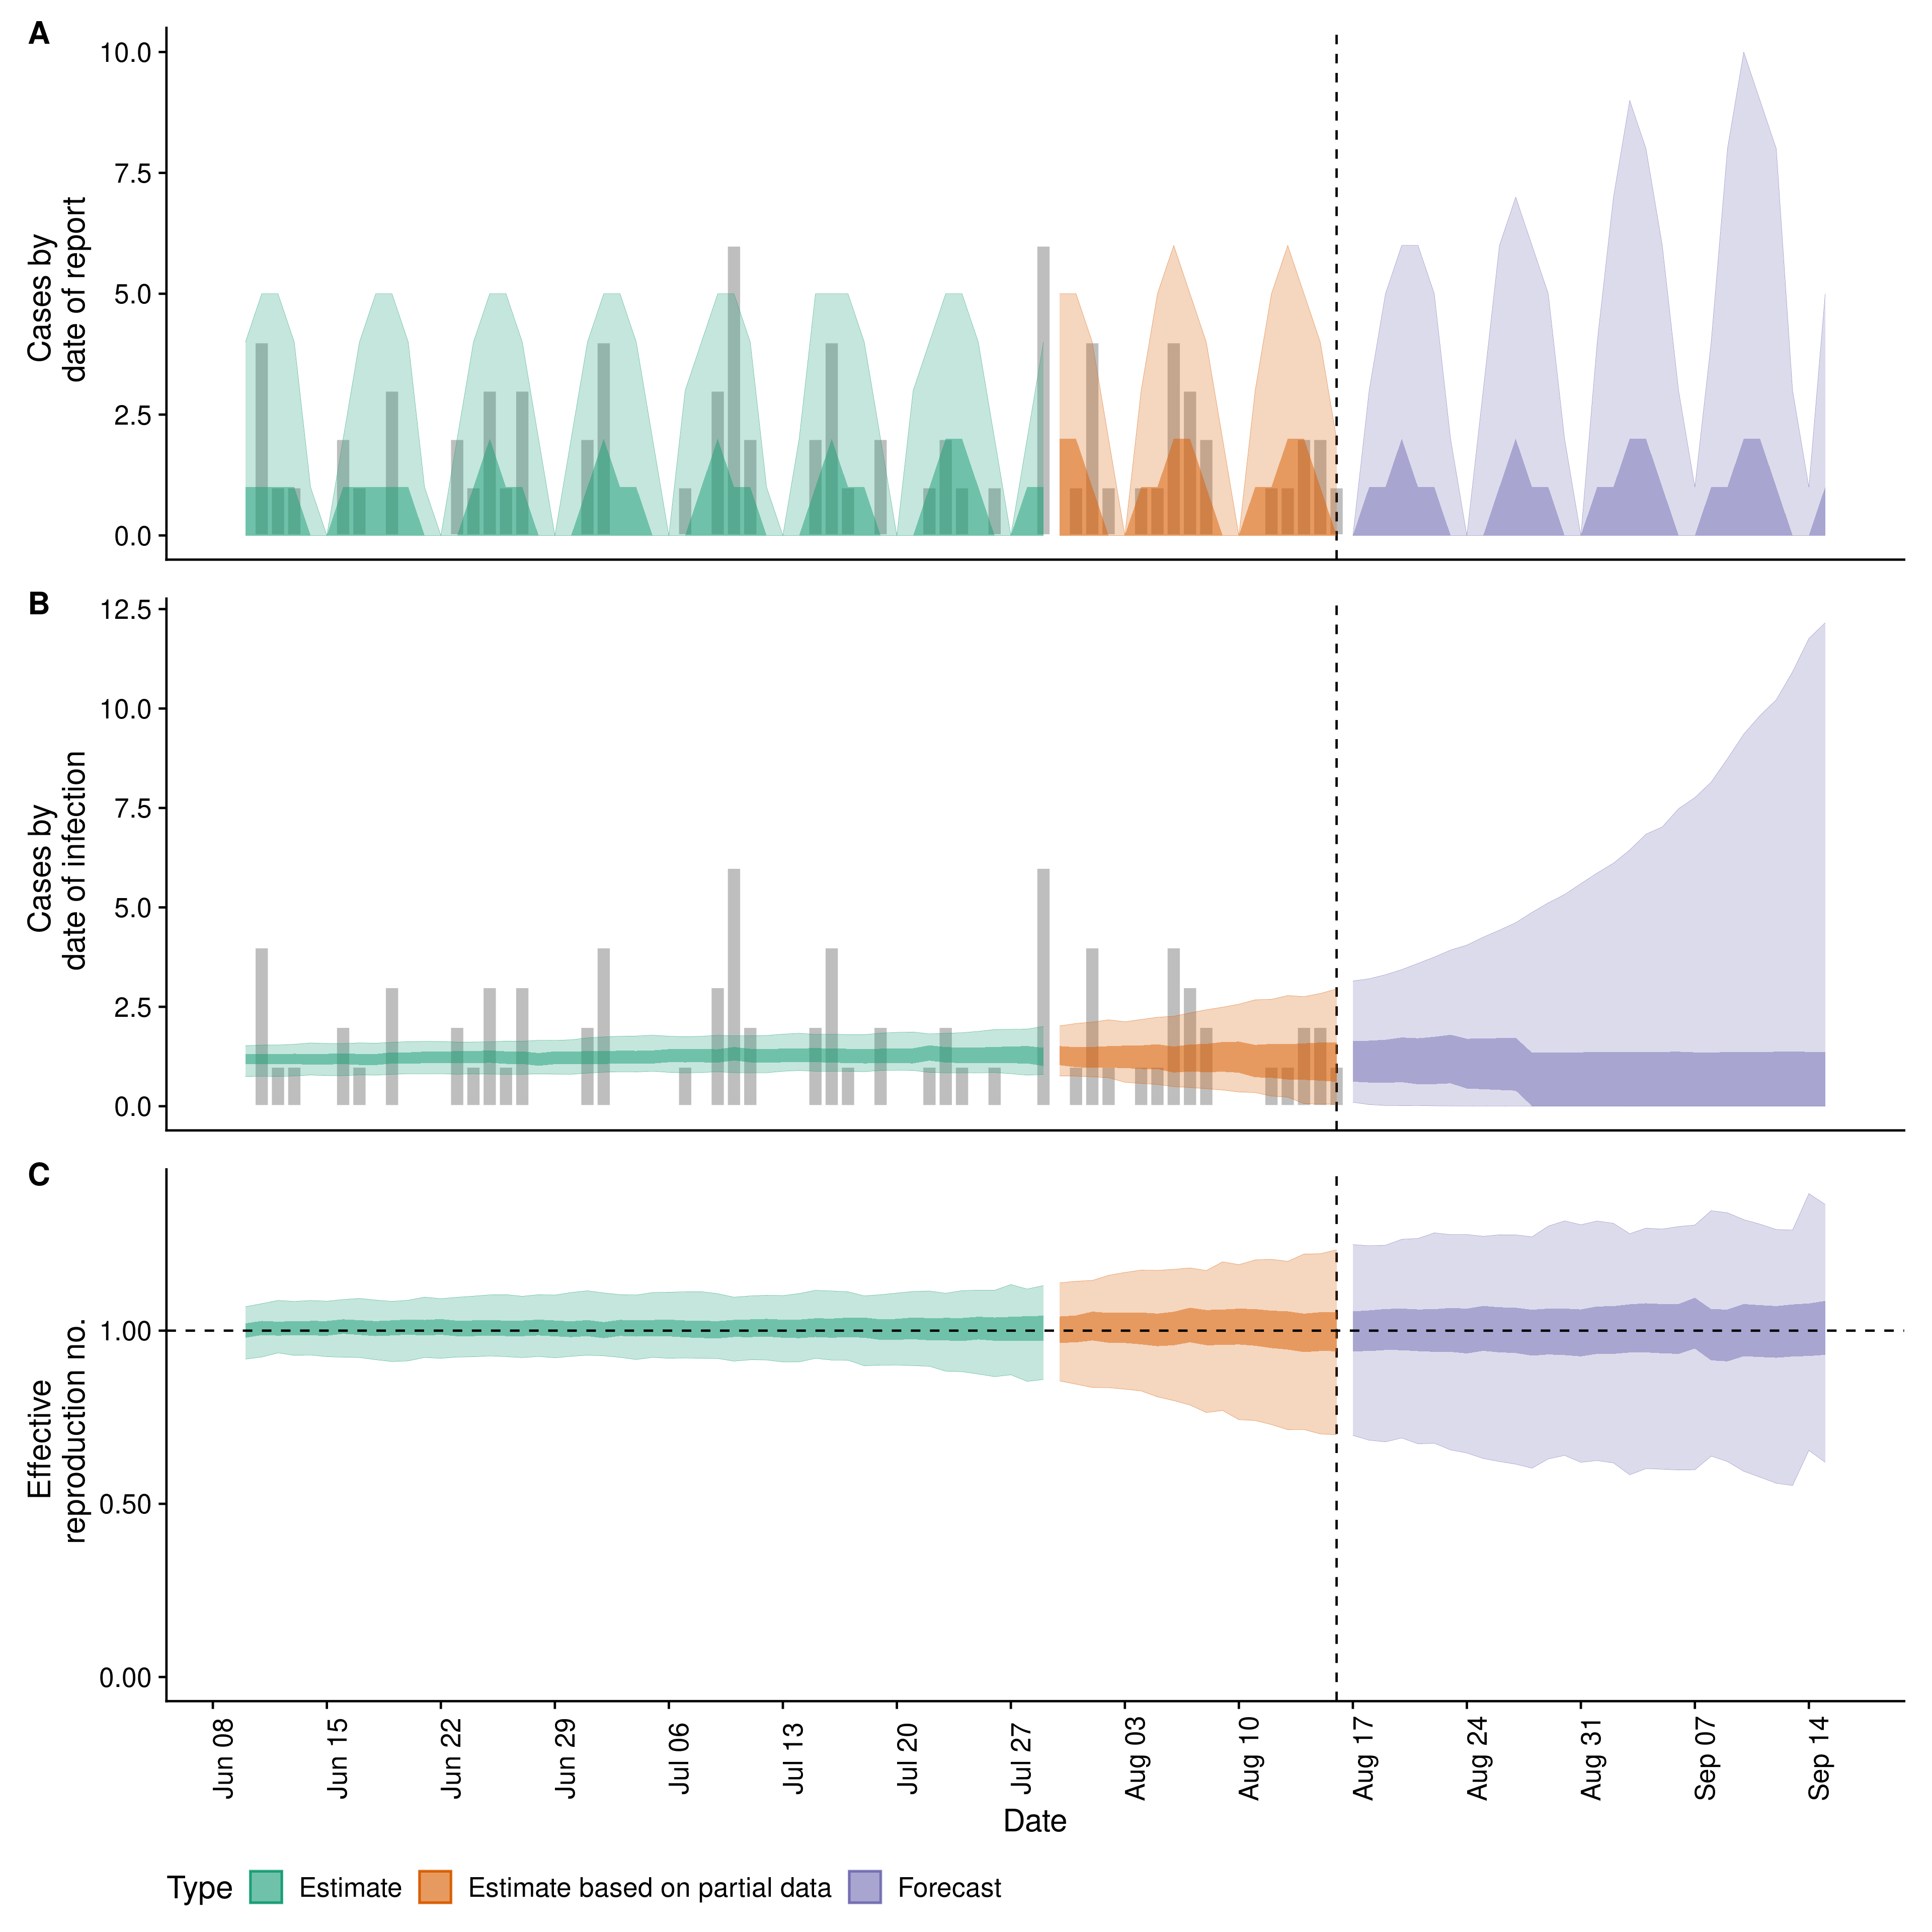 A
10.0
7.5
5.0
2.5
0.0
Cases by
date of report
B
12.5
10.0
7.5
5.0
2.5
0.0
Cases by
date of infection
C
1.00
0.50
0.00
Effective
reproduction no.
Jun 08
Jun 15
Jun 22
Jun 29
Jul 06
Jul 13
Jul 20
Jul 27
Aug 03
Aug 10
Aug 17
Aug 24
Aug 31
Sep 07
Sep 14
Date
Type Estimate Estimate based on partial data Forecast